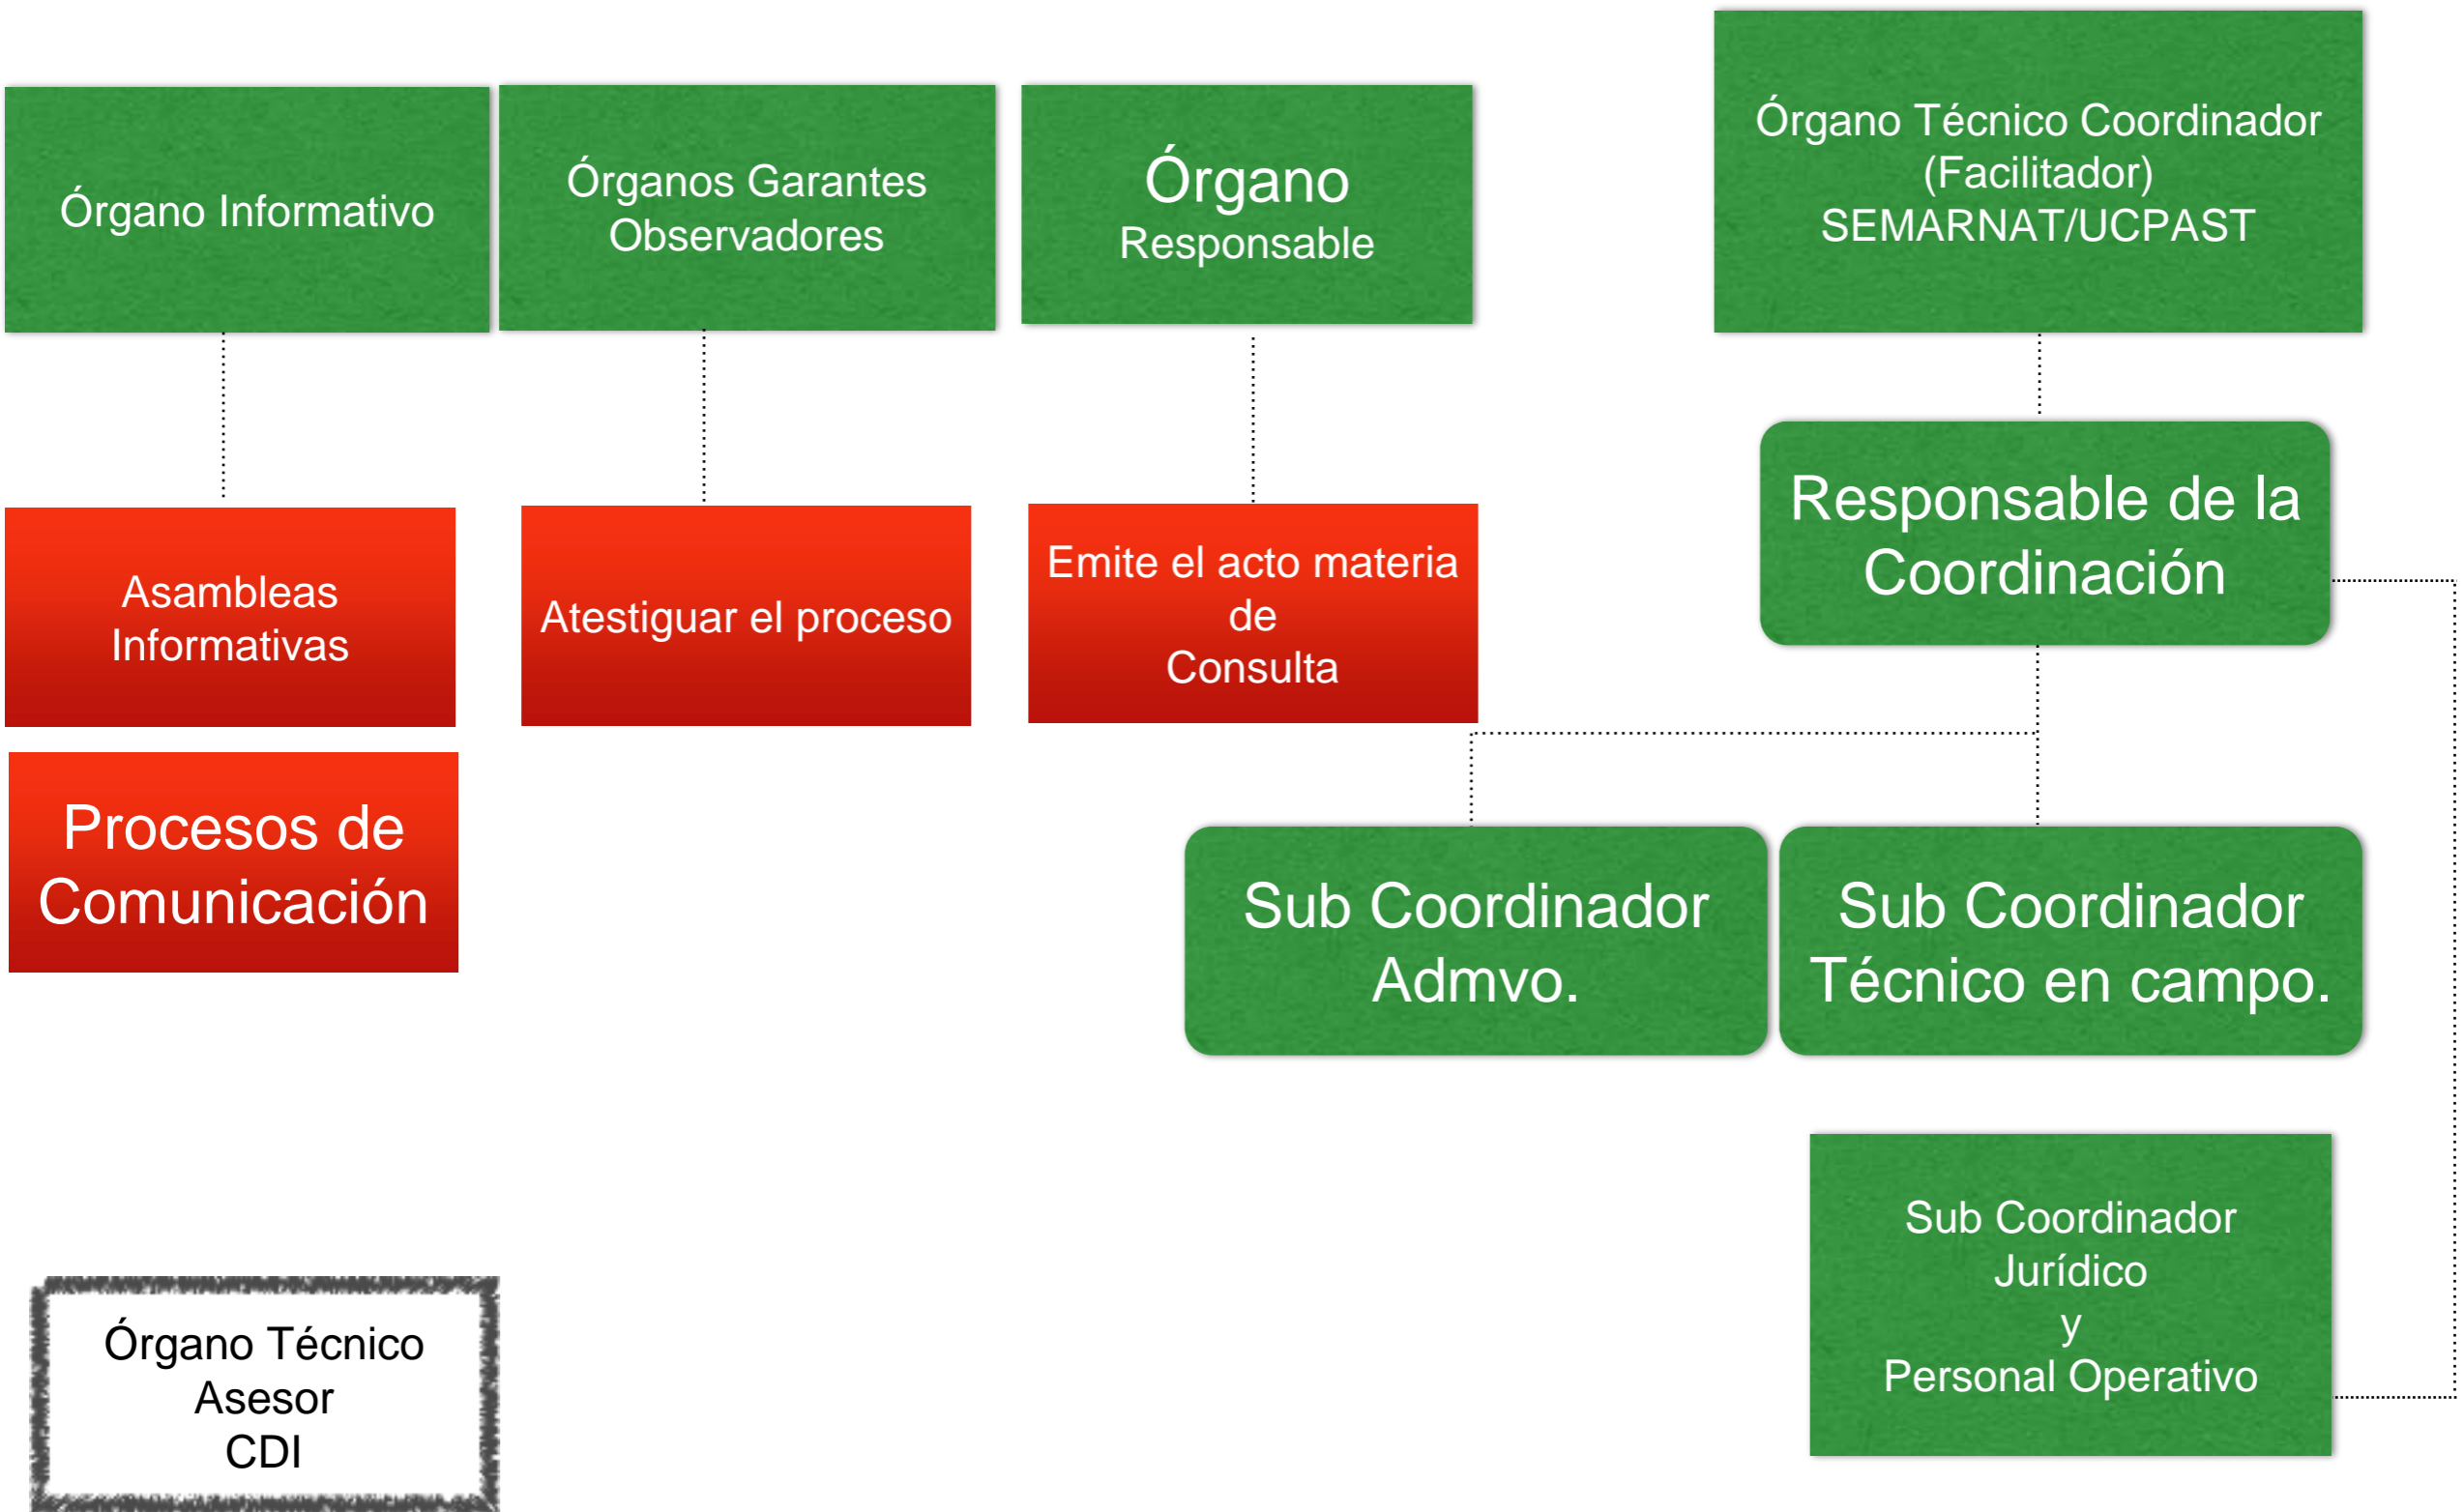 Órgano Informativo
Órganos Garantes
Observadores
Órgano
Responsable
Órgano Técnico Coordinador
(Facilitador)
SEMARNAT/UCPAST
Responsable de la
Coordinación
Asambleas
Informativas
Atestiguar el proceso
Emite el acto materia
de
Consulta
Procesos de
Comunicación
Sub Coordinador
Admvo.
Sub Coordinador
Técnico en campo.
Sub Coordinador
Jurídico
y
Personal Operativo
Órgano Técnico
Asesor
CDI